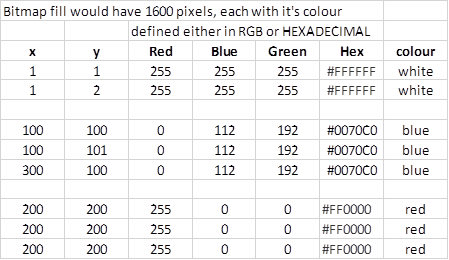 Bitmap fill would have 1600 pixels, each with it's colour
defined either in RGB or HEXADECIMAL
x y Red Blue Green Hex colour
1 1 255 255 255 #FFFFFF white
1 2 255 255 255 #FFFFFF white
100 100 0 112 192 #0070C0 blue
100 101 0 112 192 #0070C0 blue
300 100 0 112 192 #0070C0 blue
200 200 255 0 0 #FF0000 red
200 200 255 0 0 #FF0000 red
200 200 255 0 0 #FF0000 red